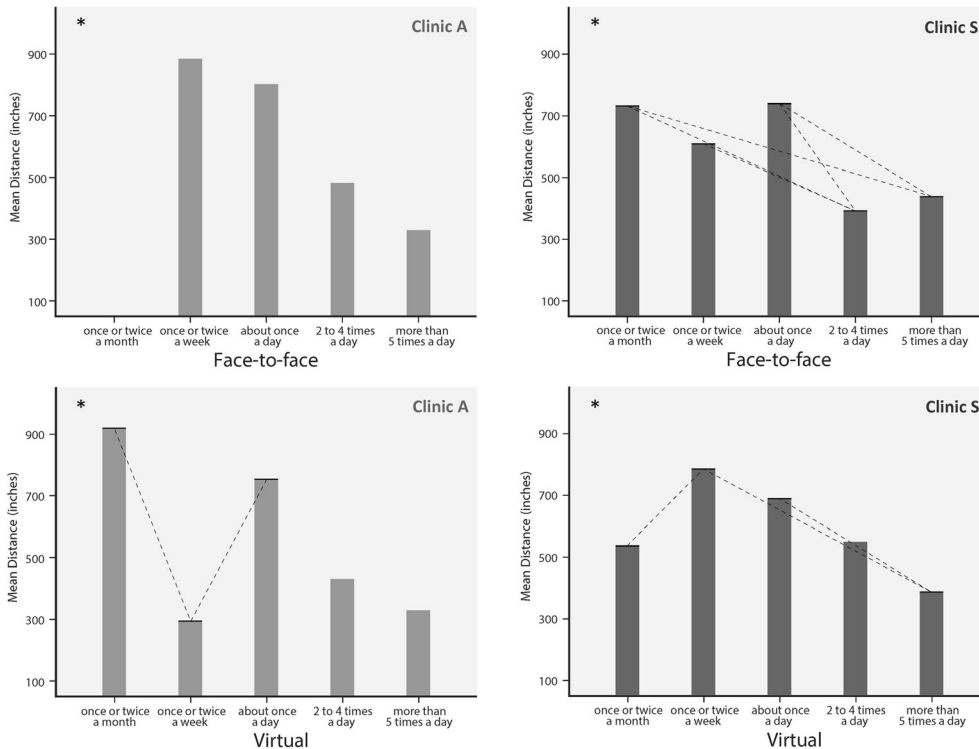 *
Clinic A
Mean Distance (inches)
900
700
500
300
100
once or twice
a month
once or twice
a week
about once
a day
2 to 4 times
a day
more than
5 times a day
Face-to-face
*
Clinic S
Mean Distance (inches)
900
700
500
300
100
once or twice
a month
once or twice
a week
about once
a day
2 to 4 times
a day
more than
5 times a day
Face-to-face
*
Clinic A
Mean Distance (inches)
900
700
500
300
100
once or twice
a month
once or twice
a week
about once
a day
2 to 4 times
a day
more than
5 times a day
Virtual
*
Clinic S
Mean Distance (inches)
900
700
500
300
100
once or twice
a month
once or twice
a week
about once
a day
2 to 4 times
a day
more than
5 times a day
Virtual